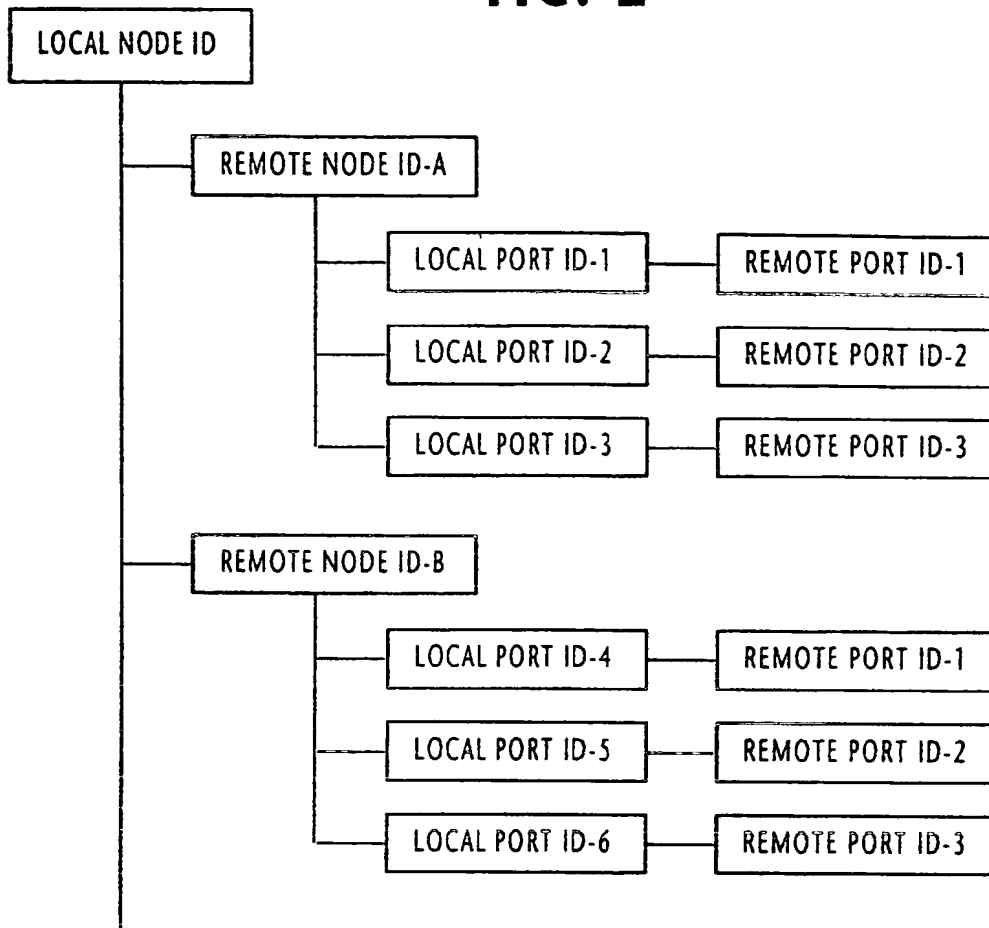 FIG. 2
LOCAL NODE ID
REMOTE NODE ID-A
LOCAL PORT ID-1 REMOTE PORT ID-1
LOCAL PORT ID-2 REMOTE PORT ID-2
LOCAL PORT ID-3 REMOTE PORT ID-3
REMOTE NODE ID-B
LOCAL PORT ID-4 REMOTE PORT ID-1
LOCAL PORT ID-5 REMOTE PORT ID-2
LOCAL PORT ID-6 REMOTE PORT ID-3